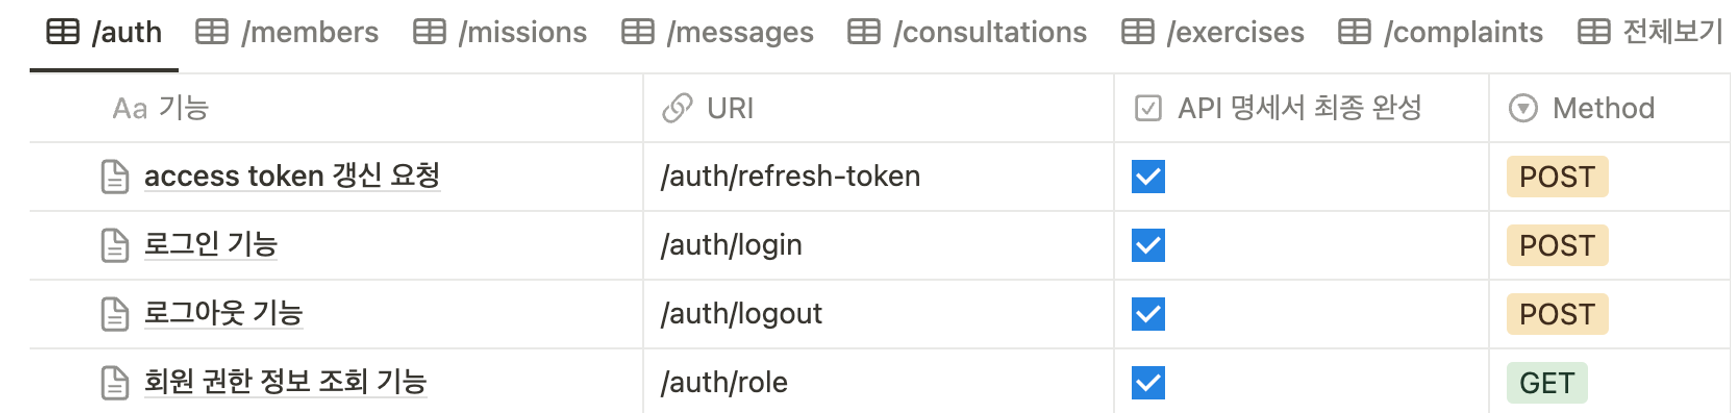 /auth /members /missions /messages /consultations /exercises /complaints 전체보기
Aa 기능 URI API 명세서 최종 완성 Method
access token 갱신 요청 /auth/refresh-token POST
로그인 기능 /auth/login POST
로그아웃 기능 /auth/logout POST
회원 권한 정보 조회 기능 /auth/role GET